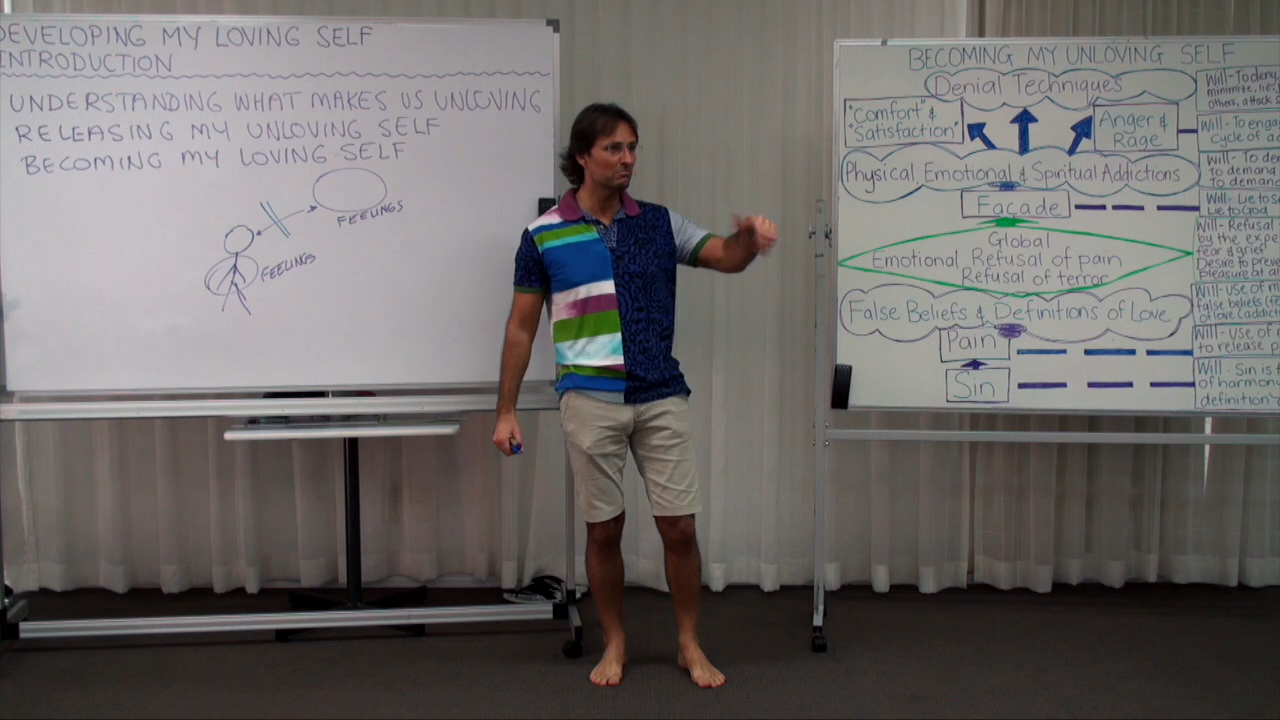 DEVELOPING MY LOVING SELF
INTRODUCTION
UNDERSTANDING WHAT MAKES US UNLOVING
RELEASING MY UNLOVING SELF
BECOMING MY LOVING SELF
FEELINGS
FEELINGS
BECOMING MY UNLOVING SELF
Denial Techniques
"Comfort" &
"Satisfaction"
Anger &
Rage
Physical, Emotional & Spiritual Addictions
Façade
Global
Emotional Refusal of pain
Refusal of terror
False Beliefs & Definitions of Love
Pain
Sin
Will - To deny
minimize, lie
others, attack
Will - To engage
cycle of
Will - To
To demand
To demand
Will - Lie to
Lie to God
Will - Refusal
by the
fear & grief
Desire to
pleasure at
Will - use of
false beliefs
of love
Will - use of
to release
Will - Sin is
of harmony
definition